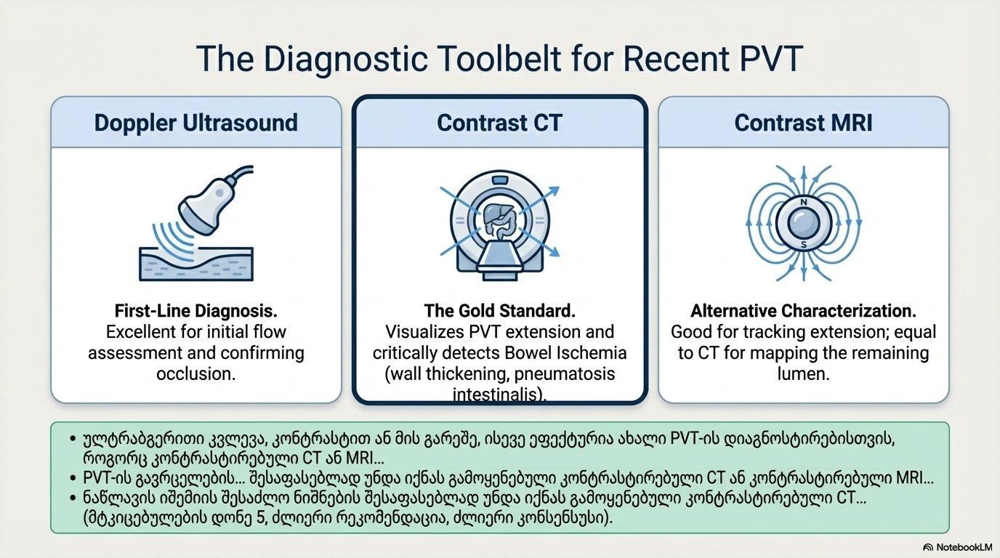 The Diagnostic Toolbelt for Recent PVT
Doppler Ultrasound
First-Line Diagnosis.
Excellent for initial flow
assessment and confirming
occlusion.
Contrast CT
The Gold Standard.
Visualizes PVT extension and
critically detects Bowel Ischemia
(wall thickening, pneumatosis
intestinalis).
Contrast MRI
N
S
Alternative Characterization.
Good for tracking extension; equal
to CT for mapping the remaining
lumen.
• ულტრაბგერითი კვლევა, კონტრასტით ან მის გარეშე, ისევე ეფექტურია ახალი PVT-ის დიაგნოსტირებისთვის,
როგორც კონტრასტირებული CT ან MRI...
• PVT-ის გავრცელების... შესაფასებლად უნდა იქნას გამოყენებული კონტრასტირებული CT ან კონტრასტირებული MRI...
• ნაწლავის იშემიის შესაძლო ნიშნების შესაფასებლად უნდა იქნას გამოყენებული კონტრასტირებული CT...
(მტკიცებულების დონე 5, ძლიერი რეკომენდაცია, ძლიერი კონსენსუსი).
NotebookLM